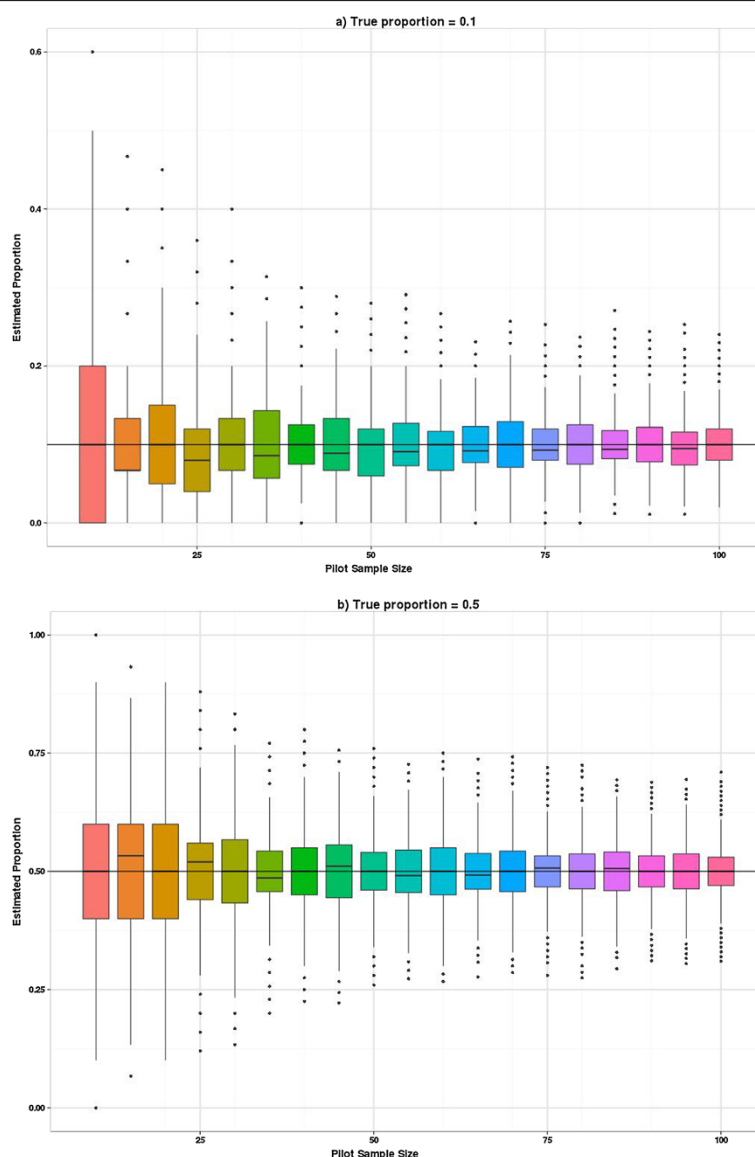 a) True proportion = 0.1
0.6
0.4
0.2
0.0
Estimated Proportion
25 50 75 100
Pilot Sample Size
b) True proportion = 0.5
1.00
0.75
0.50
0.25
0.00
Estimated Proportion
25 50 75 100
Pilot Sample Size